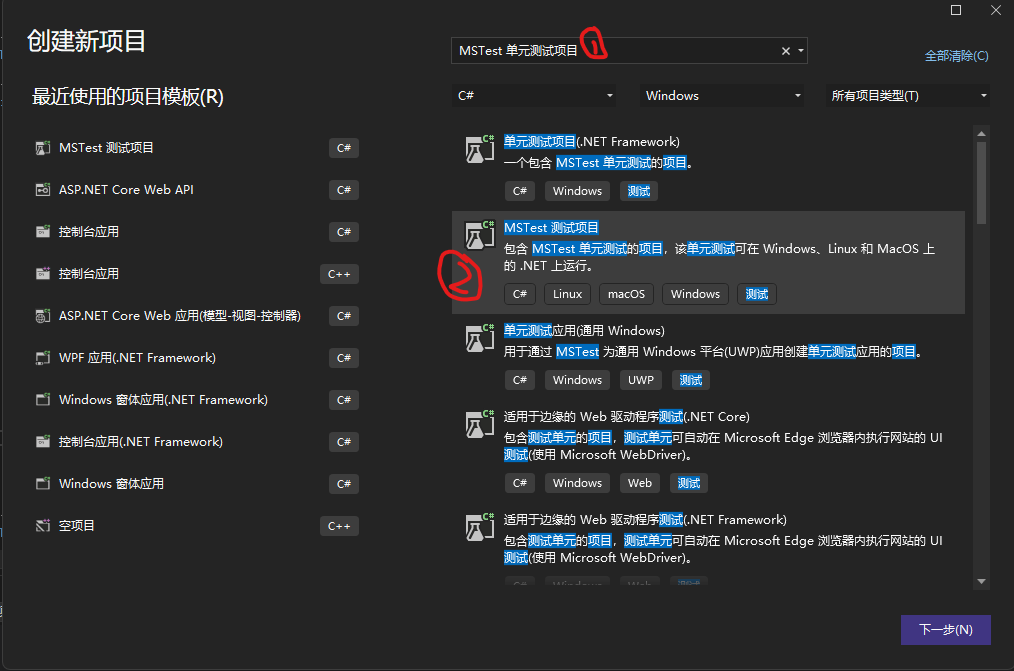 创建新项目
最近使用的项目模板(R)
MSTest 测试项目 C#
ASP.NET Core Web API C#
控制台应用 C#
控制台应用 C++
ASP.NET Core Web 应用(模型-视图-控制器) C#
WPF 应用(.NET Framework) C#
Windows 窗体应用(.NET Framework) C#
控制台应用(.NET Framework) C#
Windows 窗体应用 C#
空项目 C++
MSTest 单元测试项目 1
全部清除(C)
C# Windows 所有项目类型(T)
单元测试项目(.NET Framework)
一个包含 MSTest 单元测试的项目。
C# Windows 测试
2
MSTest 测试项目
包含 MSTest 单元测试的项目，该单元测试可在 Windows、Linux 和 MacOS 上
的 .NET 上运行。
C# Linux macOS Windows 测试
单元测试应用(通用 Windows)
用于通过 MSTest 为通用 Windows 平台(UWP)应用创建单元测试应用的项目。
C# Windows UWP 测试
适用于边缘的 Web 驱动程序测试(.NET Core)
包含测试单元的项目，测试单元可自动在 Microsoft Edge 浏览器内执行网站的 UI
测试(使用 Microsoft WebDriver)。
C# Windows Web 测试
适用于边缘的 Web 驱动程序测试(.NET Framework)
包含测试单元的项目，测试单元可自动在 Microsoft Edge 浏览器内执行网站的 UI
测试(使用 Microsoft WebDriver)。
C# Windows Web 测试
下一步(N)